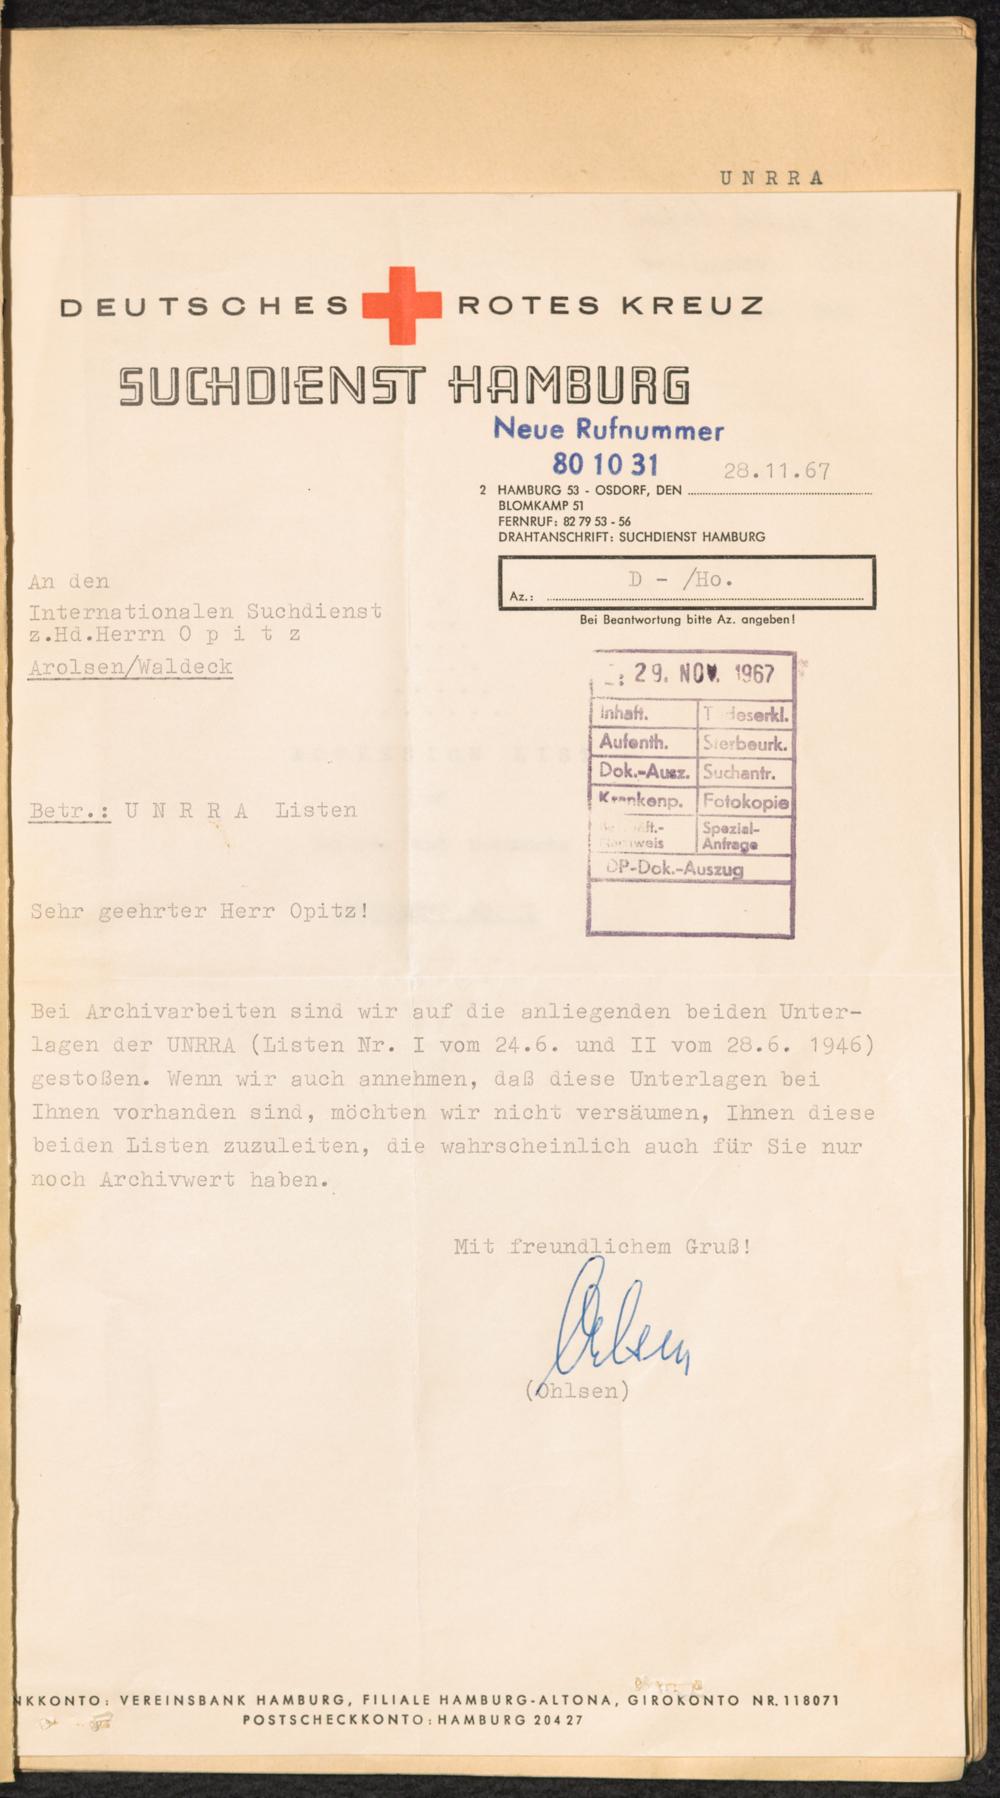 UNRRA
DEUTSCHES ROTES KREUZ
SUCHDIENST HAMBURG
Neue Rufnummer
80 10 31
28.11.67
2 HAMBURG 53 - OSDORF, DEN
BLOMKAMP 51
FERNRUF: 82 79 53 - 56
DRAHTANSCHRIFT: SUCHDIENST HAMBURG
D - /Ho.
Az.:
Bei Beantwortung bitte Az. angeben!
An den
Internationalen Suchdienst
z.Hd.Herrn O p i t z
Arolsen/Waldeck
29. NOV. 1967
Inhaft.
Aufenth. Sterbeurk.
Dok.-Ausz. Suchantr.
Krankenp. Fotokopie
Spezial-
Anfrage
DP-Dok.-Auszug
Betr.: U N R R A Listen
Sehr geehrter Herr Opitz!
Bei Archivarbeiten sind wir auf die anliegenden beiden Unter-
lagen der UNRRA (Listen Nr. I vom 24.6. und II vom 28.6. 1946)
gestoßen. Wenn wir auch annehmen, daß diese Unterlagen bei
Ihnen vorhanden sind, möchten wir nicht versäumen, Ihnen diese
beiden Listen zuzuleiten, die wahrscheinlich auch für Sie nur
noch Archivwert haben.
Mit freundlichem Gruß!
Ohlsen
(Ohlsen)
NKKONTO: VEREINSBANK HAMBURG, FILIALE HAMBURG-ALTONA, GIROKONTO NR. 118071
POSTSCHECKKONTO: HAMBURG 204 27